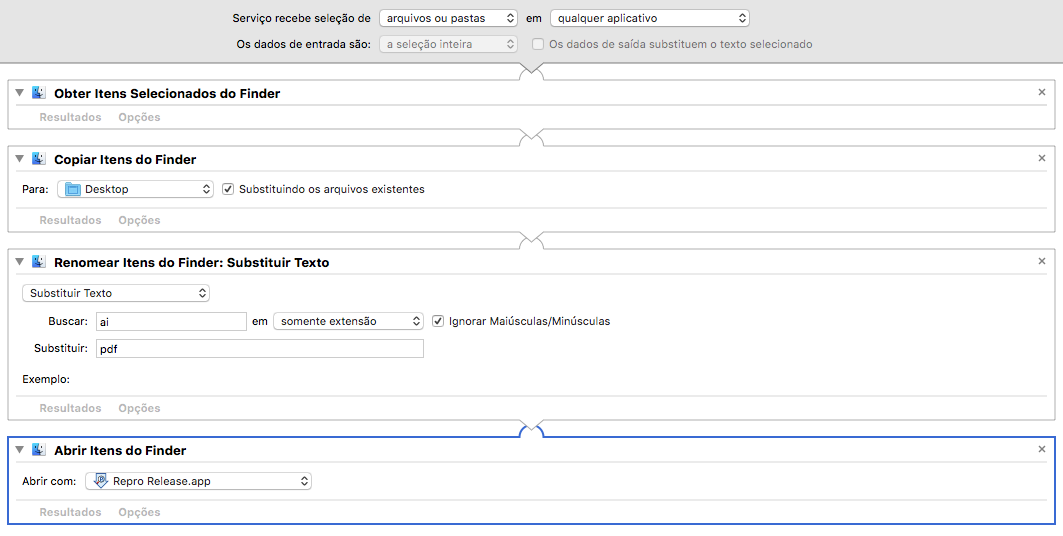 Serviço recebe seleção de arquivos ou pastas em qualquer aplicativo
Os dados de entrada são: a seleção inteira Os dados de saída substituem o texto selecionado
Obter Itens Selecionados do Finder
Resultados Opções
Copiar Itens do Finder
Para: Desktop Substituindo os arquivos existentes
Resultados Opções
Renomear Itens do Finder: Substituir Texto
Substituir Texto
Buscar: ai em somente extensão Ignorar Maiúsculas/Minúsculas
Substituir: pdf
Exemplo:
Resultados Opções
Abrir Itens do Finder
Abrir com: Repro Release.app
Resultados Opções